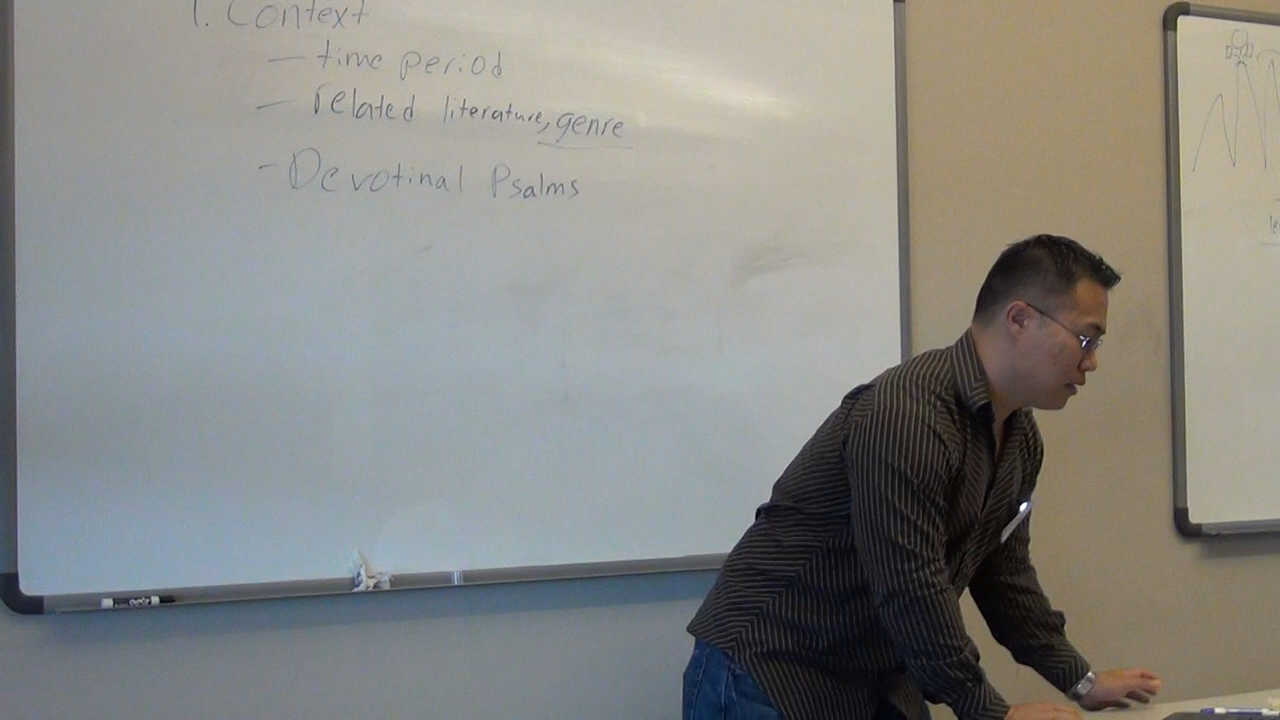 1. Context
— time period
— related literature, genre
- Devotinal Psalms